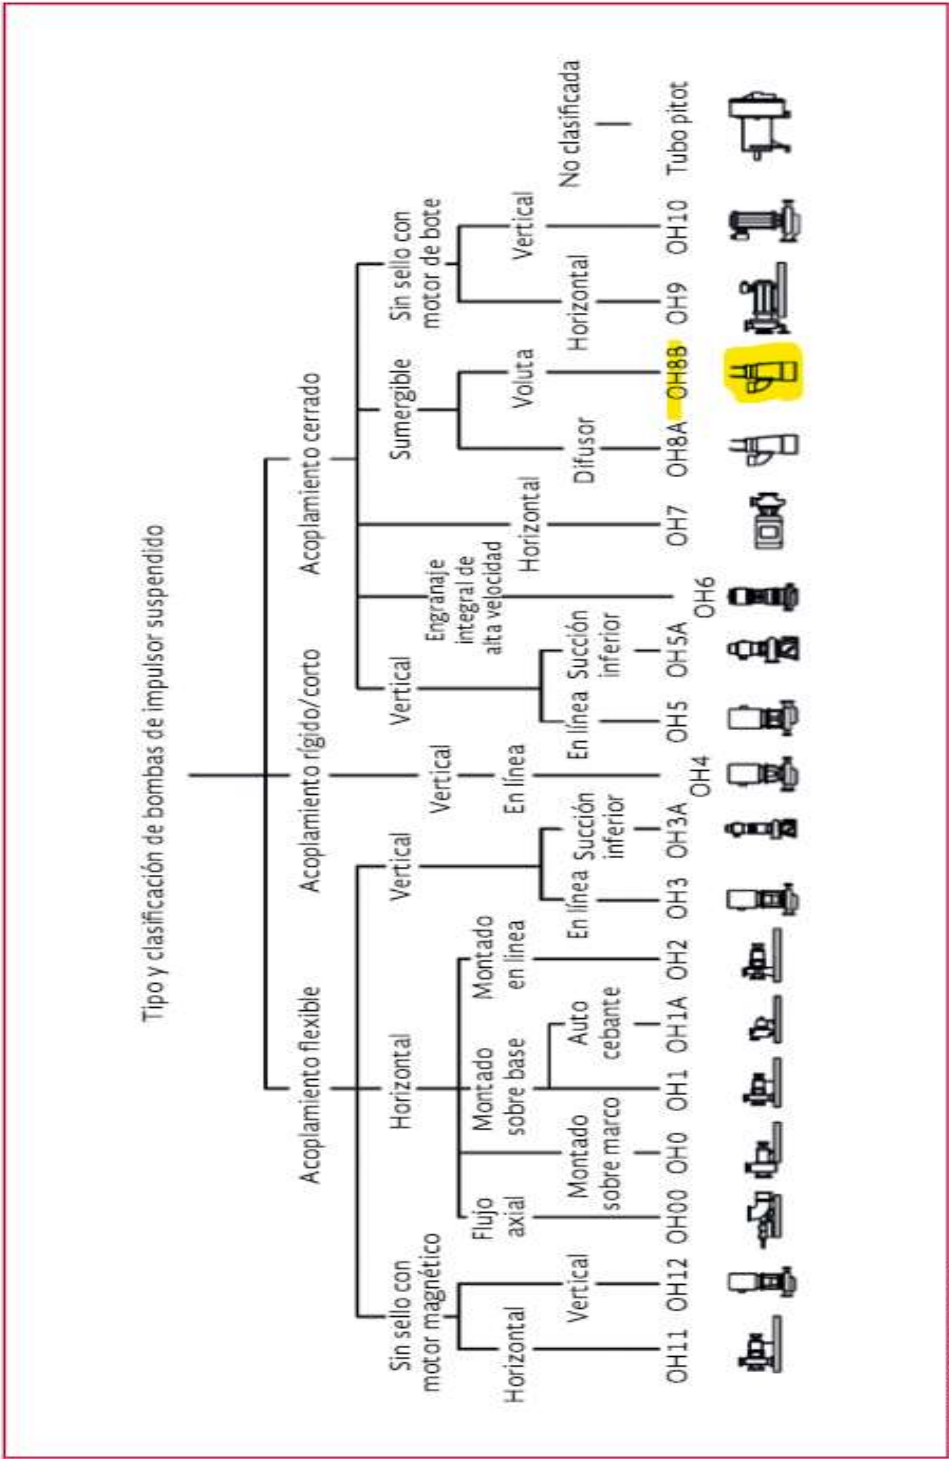 Tipo y clasificación de bombas de impulsor suspendido
Acoplamiento flexible
Acoplamiento rígido/corto
Acoplamiento cerrado
Sin sello con
motor magnético
Horizontal
Vertical
Vertical
Vertical
Engranaje
integral de
alta velocidad
Sumergible
Sin sello con
motor de bote
Horizontal
Vertical
Flujo
axial
Montado
sobre marco
Montado
sobre base
Auto
cebante
Montado
en linea
En línea
Succión
inferior
En línea
En línea
Succión
inferior
Horizontal
Difusor
Voluta
Horizontal
Vertical
No clasificada
OH11
OH12
OH00
OH0
OH1
OH1A
OH2
OH3
OH3A
OH4
OH5
OH5A
OH6
OH7
OH8A
OH8B
OH9
OH10
Tubo pitot